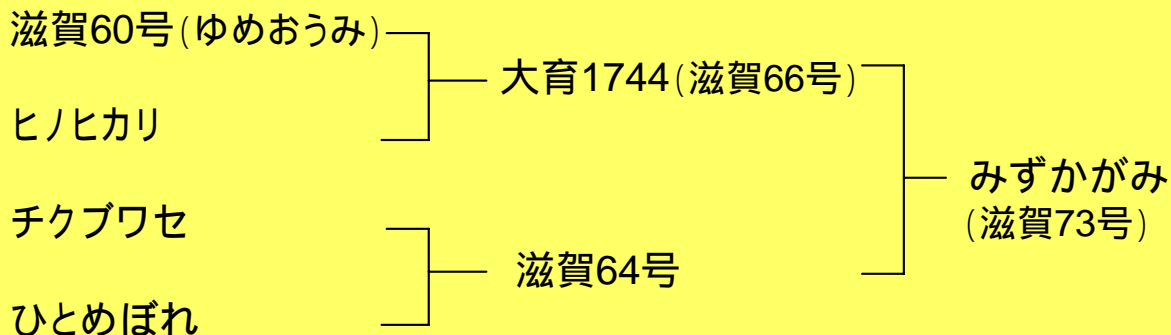 滋賀60号(ゆめおうみ)
大育1744(滋賀66号)
ヒノヒカリ
みずかがみ
(滋賀73号)
チクブワセ
滋賀64号
ひとめぼれ